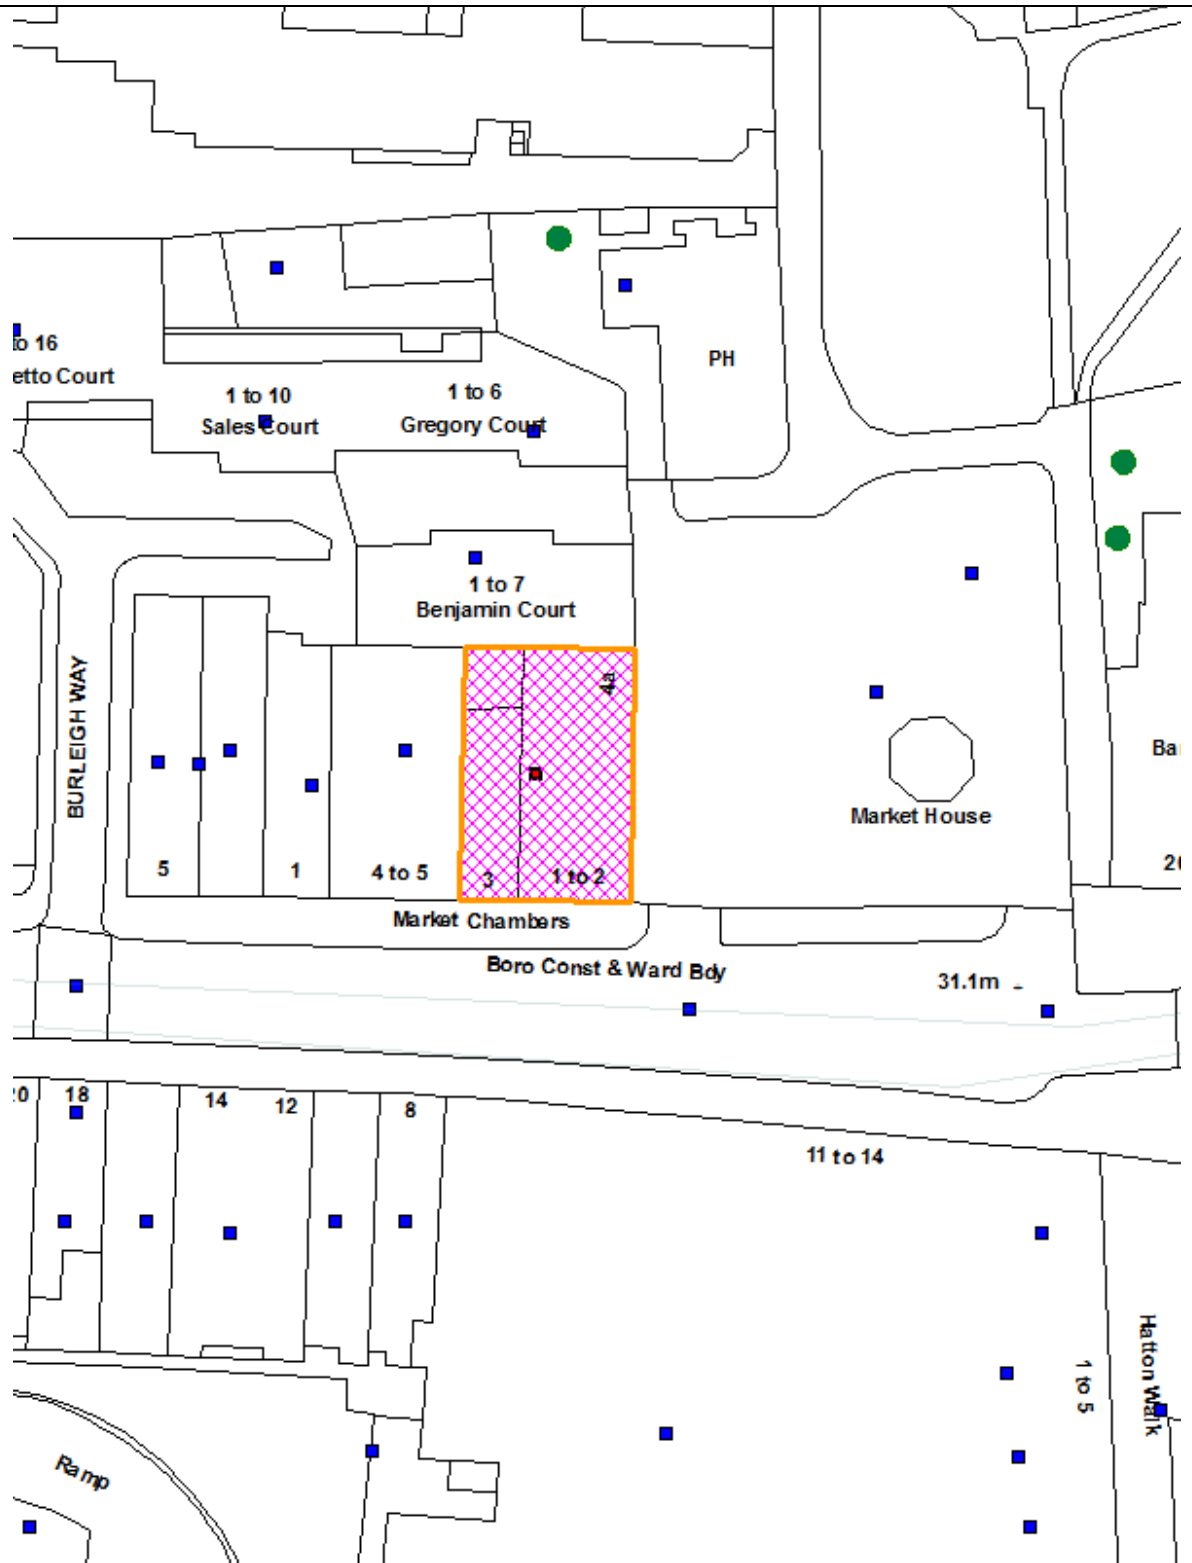 PH
to 16
etto Court
1 to 10
Sales Court
1 to 6
Gregory Court
1 to 7
Benjamin Court
BURLEIGH WAY
4a
Market House
Ba
5
1
4 to 5
3
1 to 2
20
Market Chambers
Boro Const & Ward Bdy
31.1m
20
18
14
12
8
11 to 14
1 to 5
Hatton Walk
Ramp